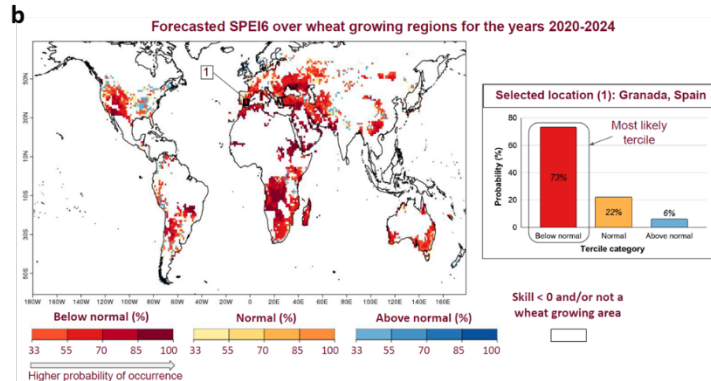 b
Forecasted SPEI6 over wheat growing regions for the years 2020-2024
1
50N
30N
10N
10S
30S
50S
180W 160W 140W 120W 100W 80W 60W 40W 20W 0 20E 40E 60E 80E 100E 120E 140E 160E
Selected location (1): Granada, Spain
Most likely
tercile
Probability (%)
80
60
40
20
0
73%
22%
6%
Below normal Normal Above normal
Tercile category
Below normal (%) Normal (%) Above normal (%)
33 55 70 85 100 33 55 70 85 100 33 55 70 85 100
Higher probability of occurrence
Skill < 0 and/or not a
wheat growing area